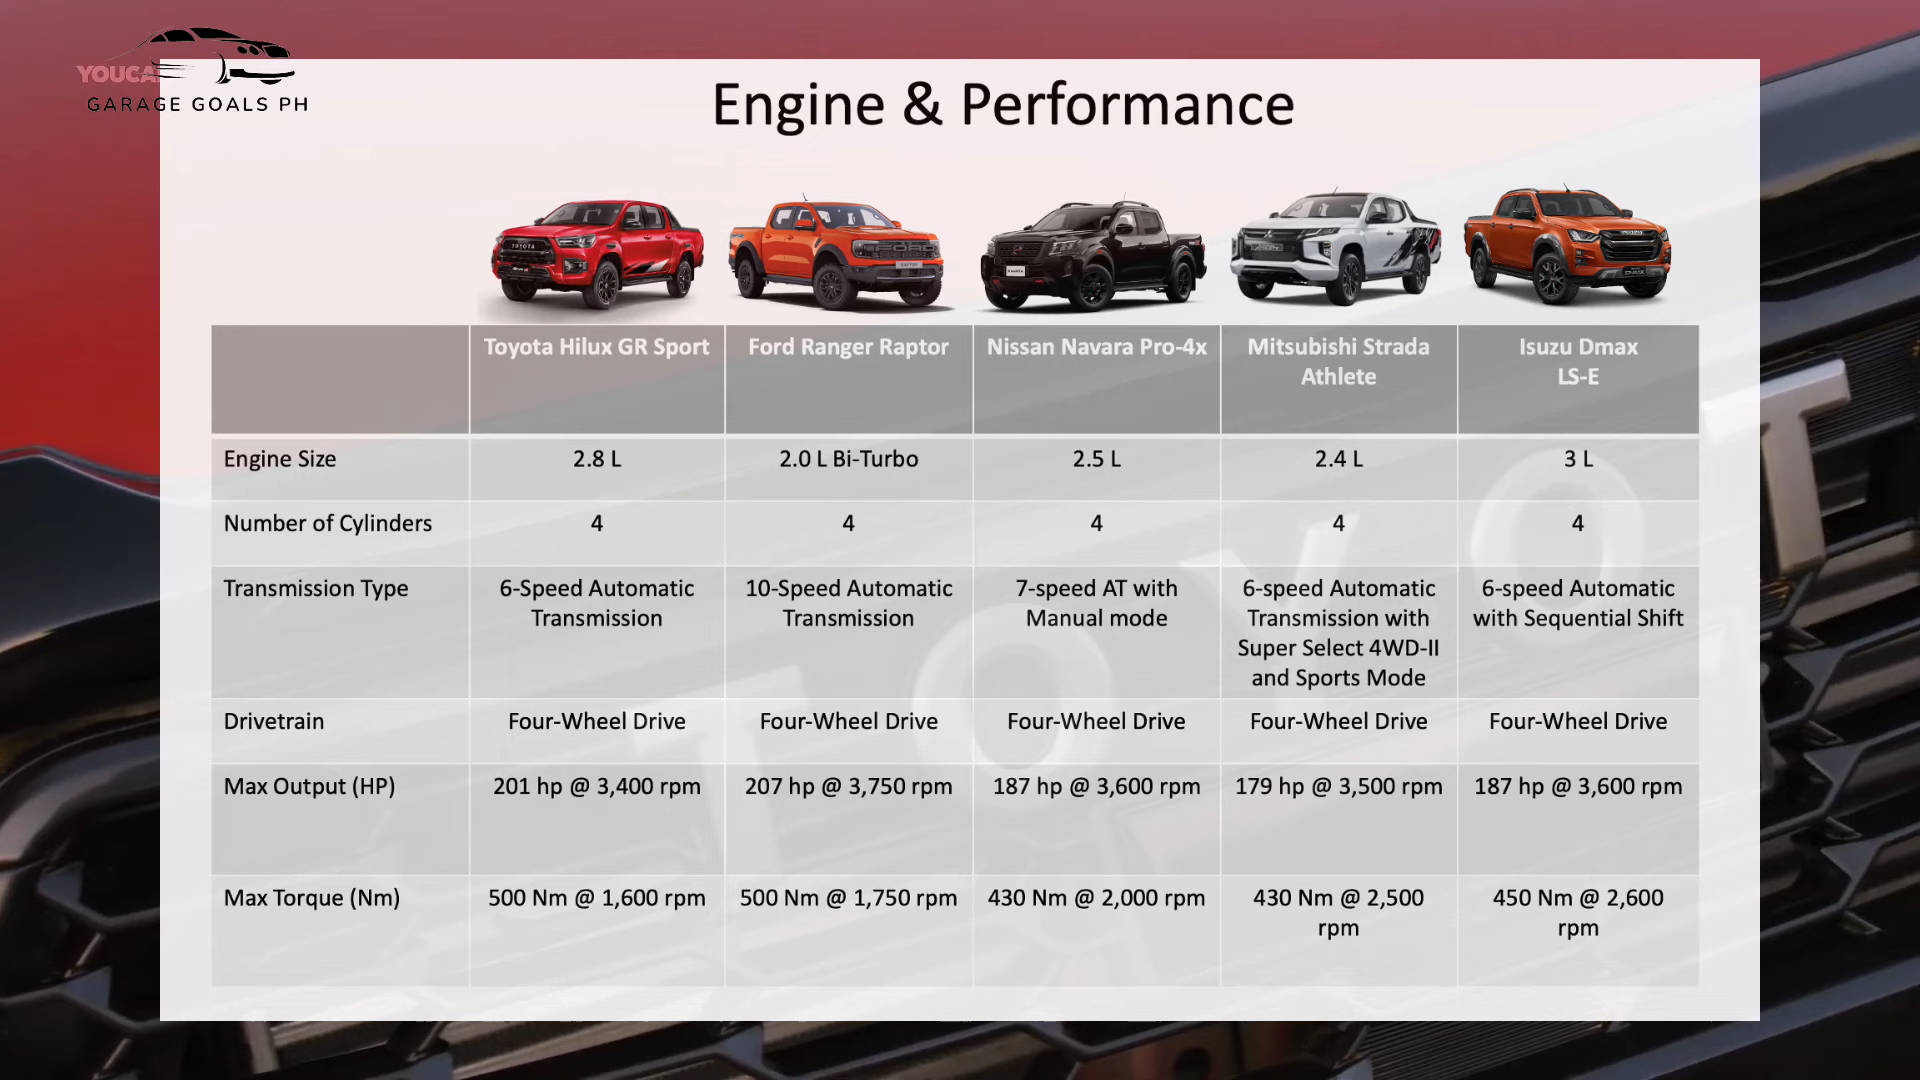 YOUCA
GARAGE GOALS PH
Engine & Performance
Toyota Hilux GR Sport
Ford Ranger Raptor
Nissan Navara Pro-4x
Mitsubishi Strada
Athlete
Isuzu Dmax
LS-E
Engine Size
2.8 L
2.0 L Bi-Turbo
2.5 L
2.4 L
3 L
Number of Cylinders
4
4
4
4
4
Transmission Type
6-Speed Automatic
Transmission
10-Speed Automatic
Transmission
7-speed AT with
Manual mode
6-speed Automatic
Transmission with
Super Select 4WD-II
and Sports Mode
6-speed Automatic
with Sequential Shift
Drivetrain
Four-Wheel Drive
Four-Wheel Drive
Four-Wheel Drive
Four-Wheel Drive
Four-Wheel Drive
Max Output (HP)
201 hp @ 3,400 rpm
207 hp @ 3,750 rpm
187 hp @ 3,600 rpm
179 hp @ 3,500 rpm
187 hp @ 3,600 rpm
Max Torque (Nm)
500 Nm @ 1,600 rpm
500 Nm @ 1,750 rpm
430 Nm @ 2,000 rpm
430 Nm @ 2,500
rpm
450 Nm @ 2,600
rpm
TOYOTA
FORD
RAPTOR
T O Y O T